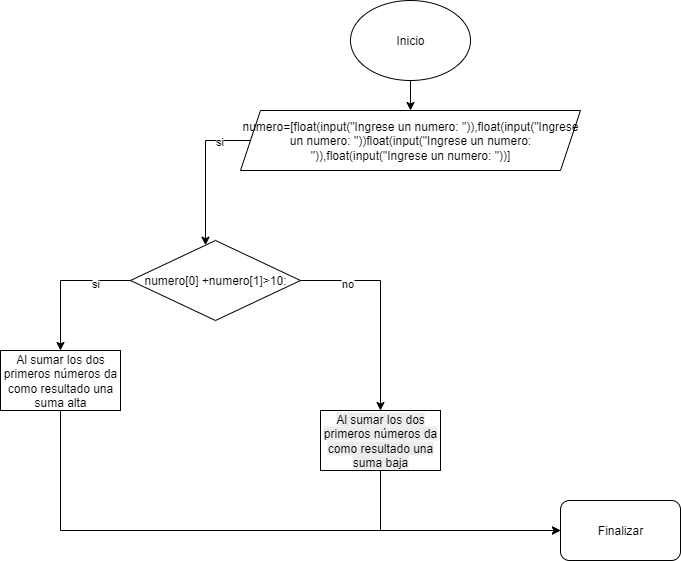 Inicio
numero=[float(input("Ingrese un numero: ")),float(input("Ingrese
un numero: "))float(input("Ingrese un numero:
")),float(input("Ingrese un numero: "))]
si
numero[0] +numero[1]>10:
si
no
Al sumar los dos
primeros números da
como resultado una
suma alta
Al sumar los dos
primeros números da
como resultado una
suma baja
Finalizar